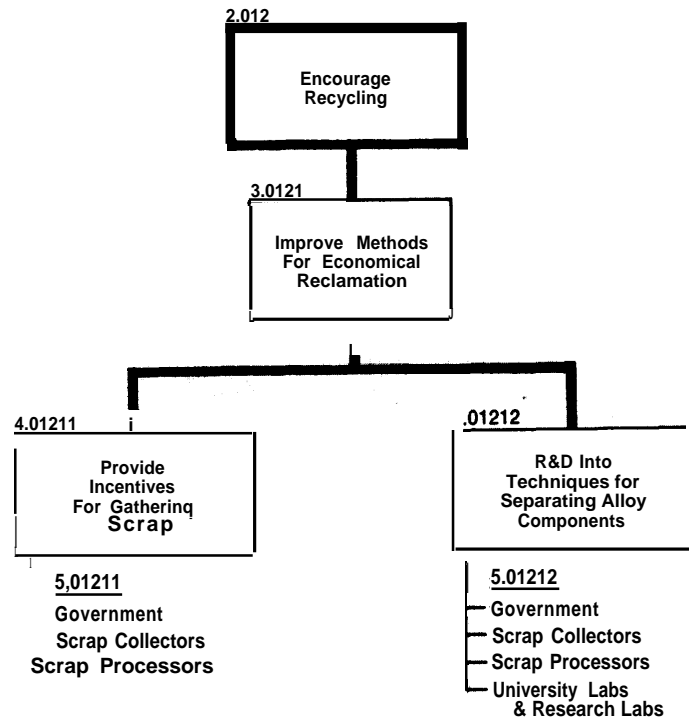 2.012
Encourage
Recycling
3.0121
Improve Methods
For Economical
Reclamation
4.01211
Provide
Incentives
For Gatherinq
Scrap
5,01211
Government
Scrap Collectors
Scrap Processors
.01212
R&D Into
Techniques for
Separating Alloy
Components
5.01212
Government
Scrap Collectors
Scrap Processors
University Labs
& Research Labs